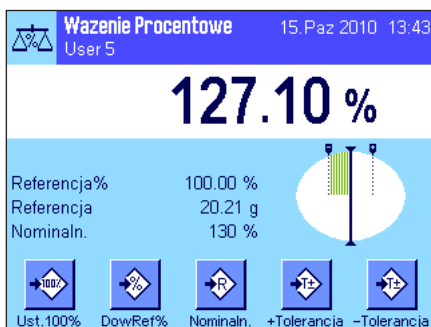 Wazenie Procentowe
15.Paz 2010 13:43
User 5
127.10 %
Referencja% 100.00 %
Referencja 20.21 g
Nominaln. 130 %
100% % R T± T±
Ust.100% DowRef% Nominaln. +Tolerancja -Tolerancja